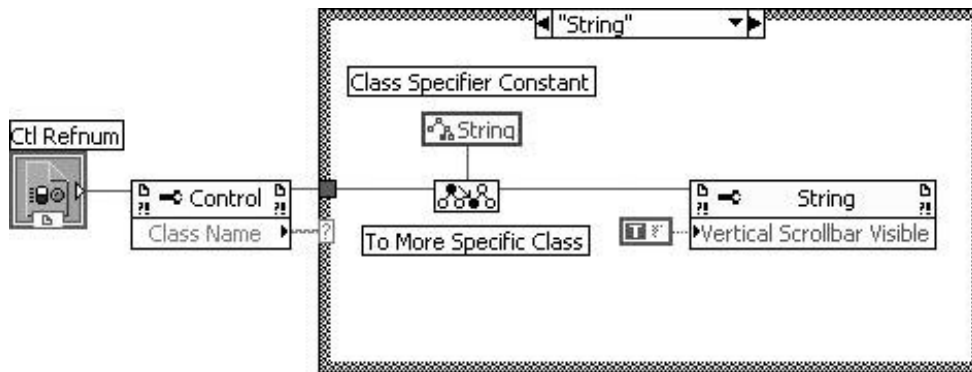 "String"
Class Specifier Constant
String
Ctl Refnum
Control
Class Name
?
To More Specific Class
T
String
Vertical Scrollbar Visible